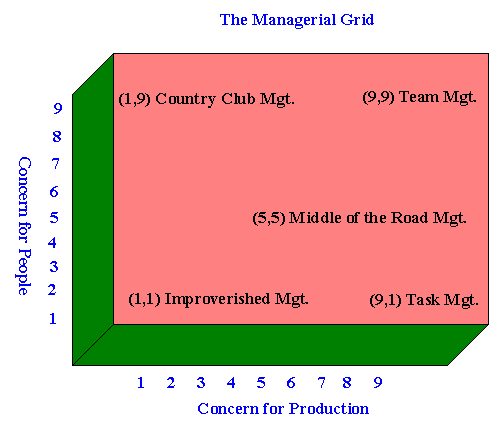 The Managerial Grid
(1,9) Country Club Mgt.
(9,9) Team Mgt.
(5,5) Middle of the Road Mgt.
(1,1) Improverished Mgt.
(9,1) Task Mgt.
Concern for People
9
8
7
6
5
4
3
2
1
1 2 3 4 5 6 7 8 9
Concern for Production